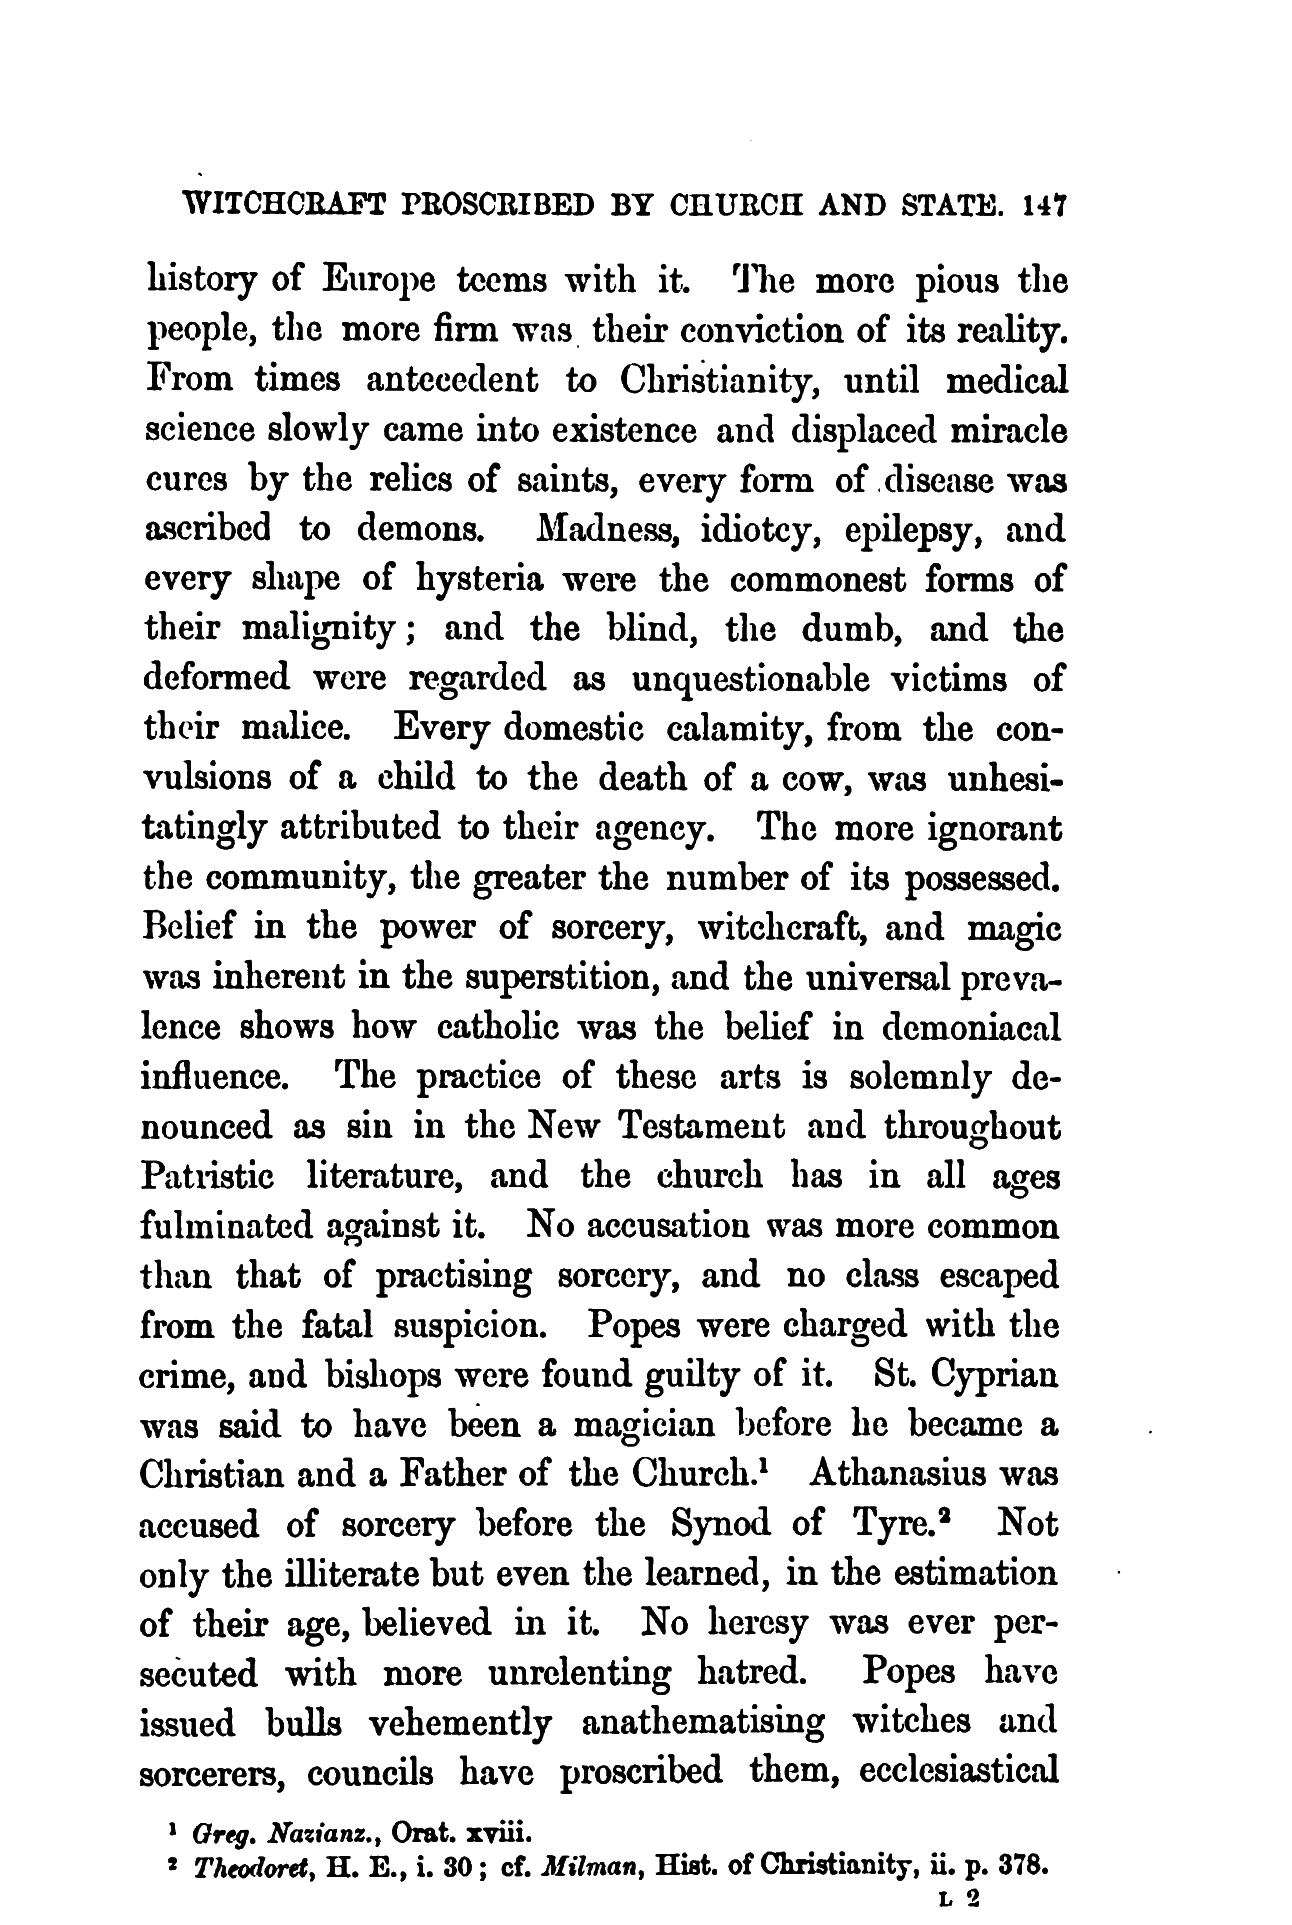 WITCHCRAFT PROSCRIBED BY CHURCH AND STATE. 147
history of Europe teems with it. The more pious the
people, the more firm was their conviction of its reality.
From times antecedent to Christianity, until medical
science slowly came into existence and displaced miracle
cures by the relics of saints, every form of disease was
ascribed to demons. Madness, idiotcy, epilepsy, and
every shape of hysteria were the commonest forms of
their malignity; and the blind, the dumb, and the
deformed were regarded as unquestionable victims of
their malice. Every domestic calamity, from the con-
vulsions of a child to the death of a cow, was unhesi-
tatingly attributed to their agency. The more ignorant
the community, the greater the number of its possessed.
Belief in the power of sorcery, witchcraft, and magic
was inherent in the superstition, and the universal preva-
lence shows how catholic was the belief in demoniacal
influence. The practice of these arts is solemnly de-
nounced as sin in the New Testament and throughout
Patristic literature, and the church has in all ages
fulminated against it. No accusation was more common
than that of practising sorcery, and no class escaped
from the fatal suspicion. Popes were charged with the
crime, and bishops were found guilty of it. St. Cyprian
was said to have been a magician before he became a
Christian and a Father of the Church.¹ Athanasius was
accused of sorcery before the Synod of Tyre.² Not
only the illiterate but even the learned, in the estimation
of their age, believed in it. No heresy was ever per-
secuted with more unrelenting hatred. Popes have
issued bulls vehemently anathematising witches and
sorcerers, councils have proscribed them, ecclesiastical
¹ Greg. Nazianz., Orat. xviii.
² Theodoret, H. E., i. 30; cf. Milman, Hist. of Christianity, ii. p. 378.
L 2